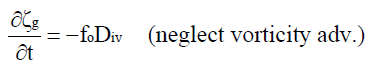 ∂ζg/∂t = −foDiv (neglect vorticity adv.)